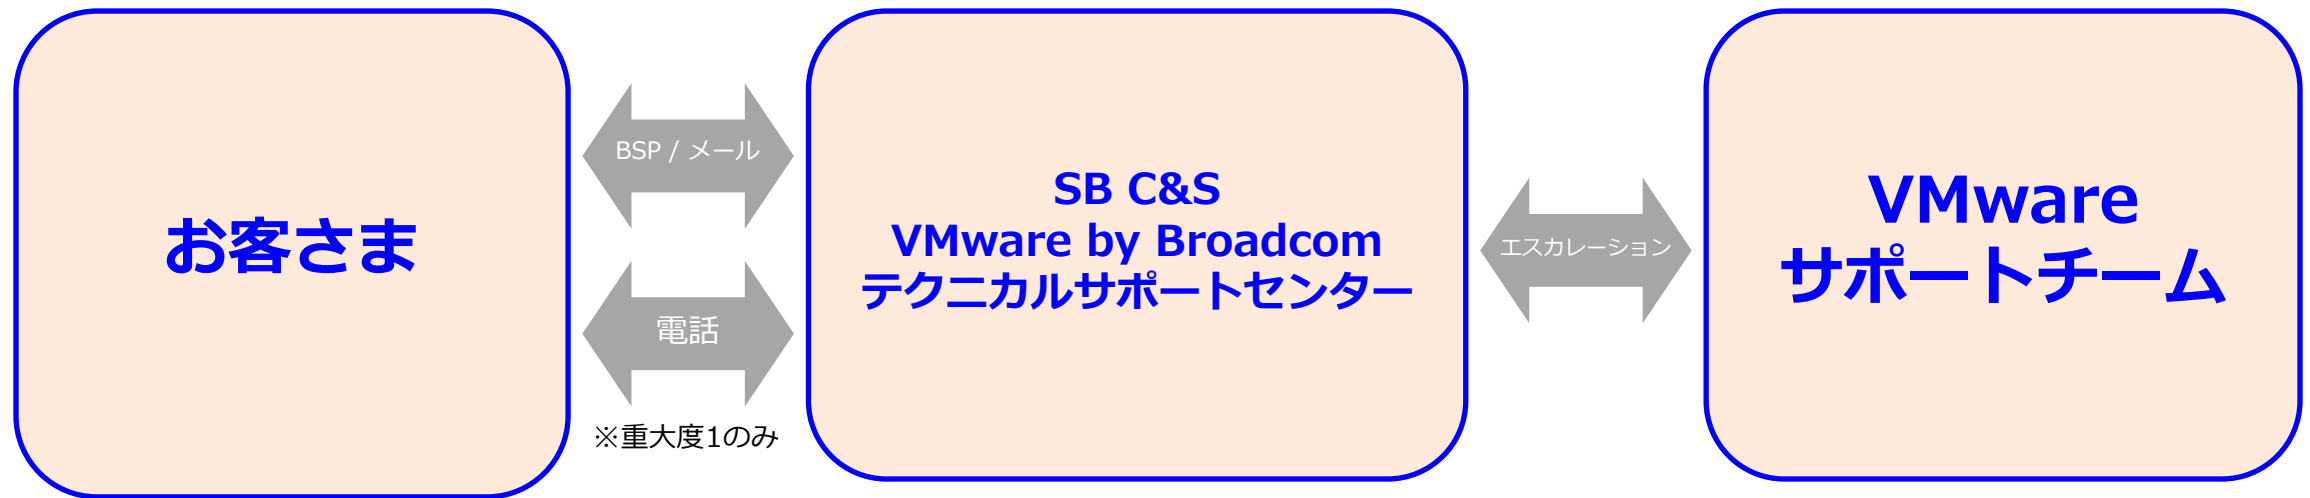 お客さま
BSP / メール
電話
※重大度1のみ
SB C&S
VMware by Broadcom
テクニカルサポートセンター
エスカレーション
VMware
サポートチーム